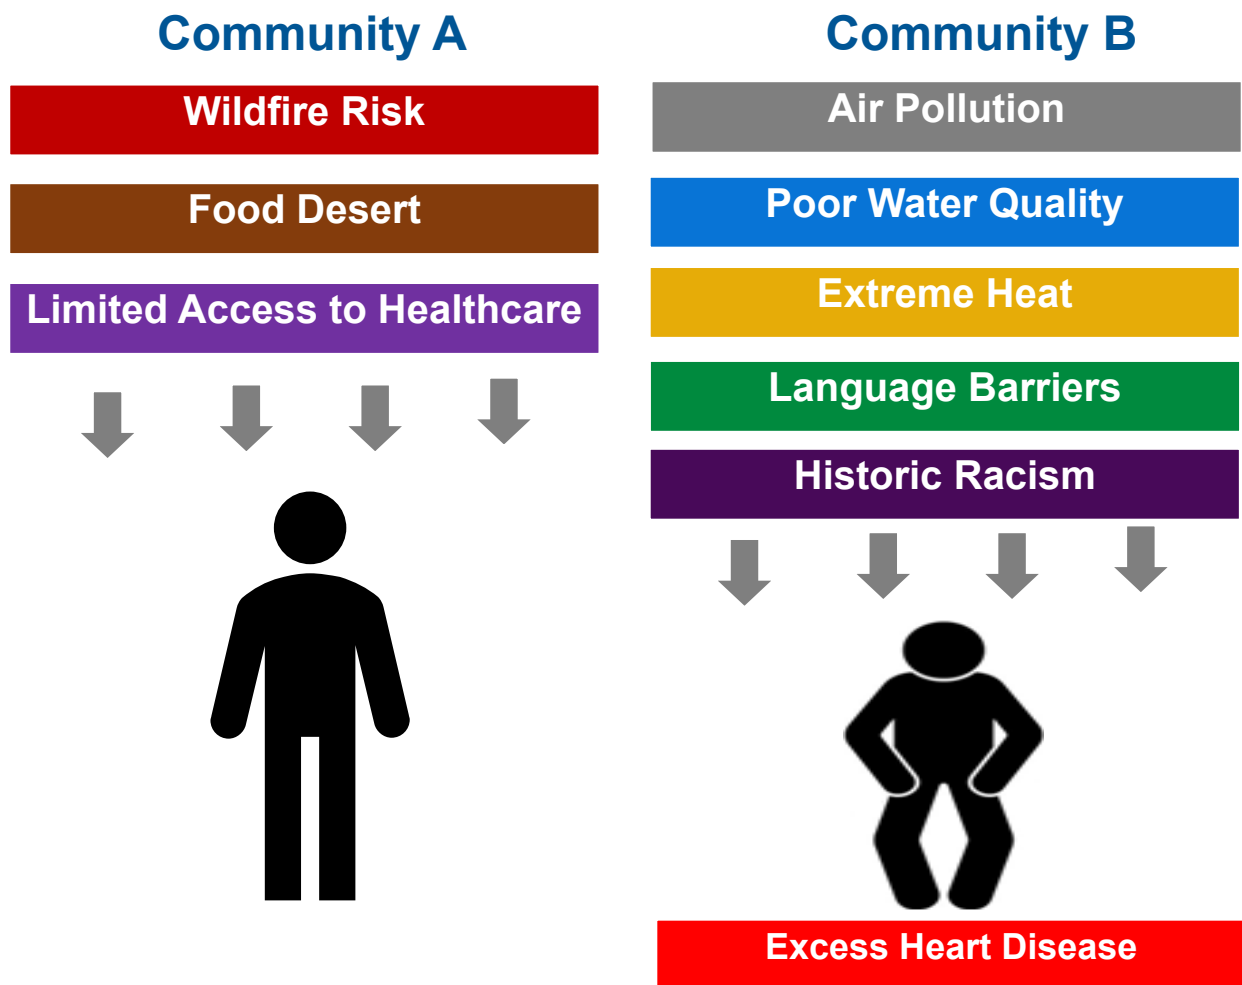 Community A
Wildfire Risk
Food Desert
Limited Access to Healthcare
Community B
Air Pollution
Poor Water Quality
Extreme Heat
Language Barriers
Historic Racism
Excess Heart Disease